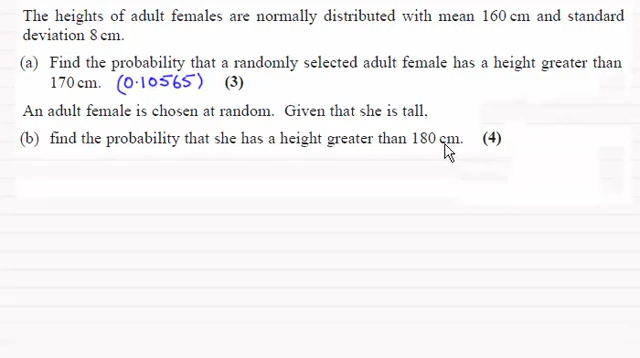 The heights of adult females are normally distributed with mean 160 cm and standard
deviation 8 cm.
(a) Find the probability that a randomly selected adult female has a height greater than
170 cm. (0·10565) (3)
An adult female is chosen at random. Given that she is tall,
(b) find the probability that she has a height greater than 180 cm. (4)